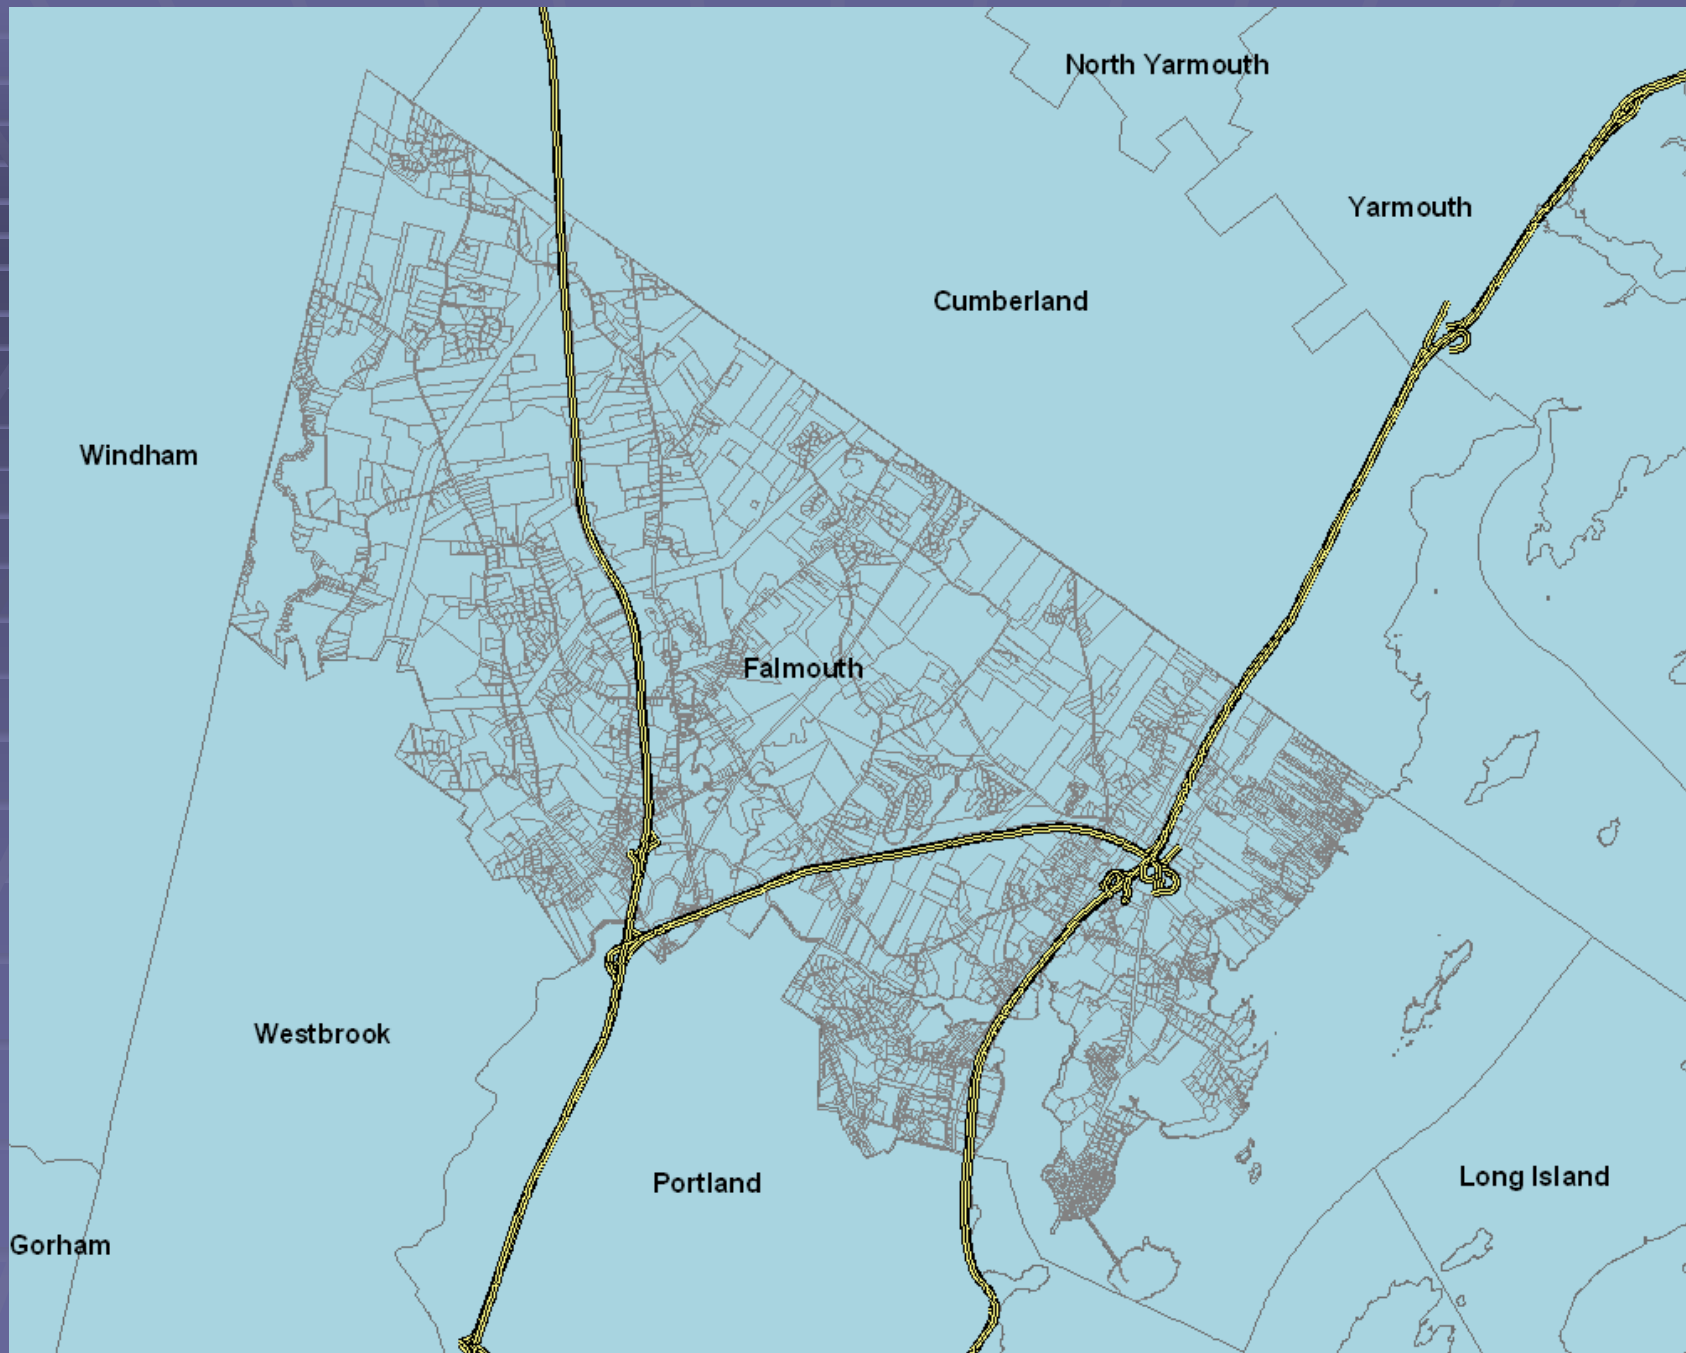 North Yarmouth
Yarmouth
Cumberland
Windham
Falmouth
Westbrook
Long Island
Portland
Gorham